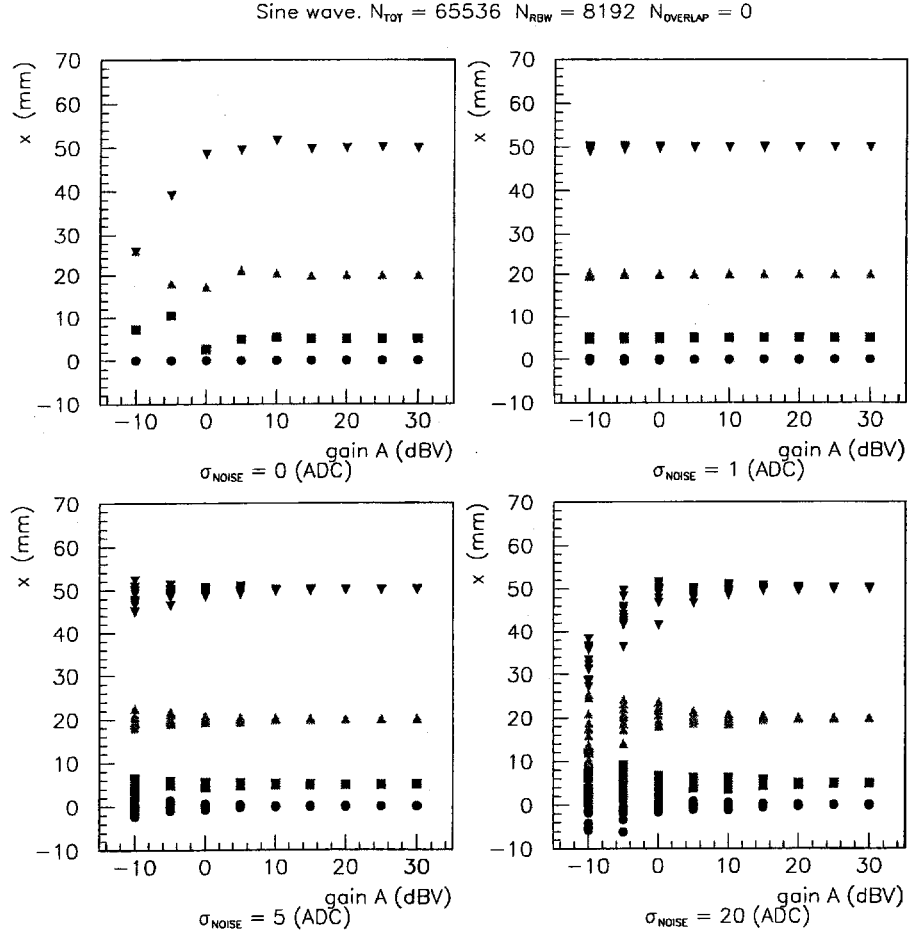 Sine wave. N_TOT = 65536 N_RBW = 8192 N_OVERLAP = 0
x (mm)
70
60
50
40
30
20
10
0
−10
−10 0 10 20 30
gain A (dBV)
σ_NOISE = 0 (ADC)
x (mm)
70
60
50
40
30
20
10
0
−10
−10 0 10 20 30
gain A (dBV)
σ_NOISE = 1 (ADC)
x (mm)
70
60
50
40
30
20
10
0
−10
−10 0 10 20 30
gain A (dBV)
σ_NOISE = 5 (ADC)
x (mm)
70
60
50
40
30
20
10
0
−10
−10 0 10 20 30
gain A (dBV)
σ_NOISE = 20 (ADC)